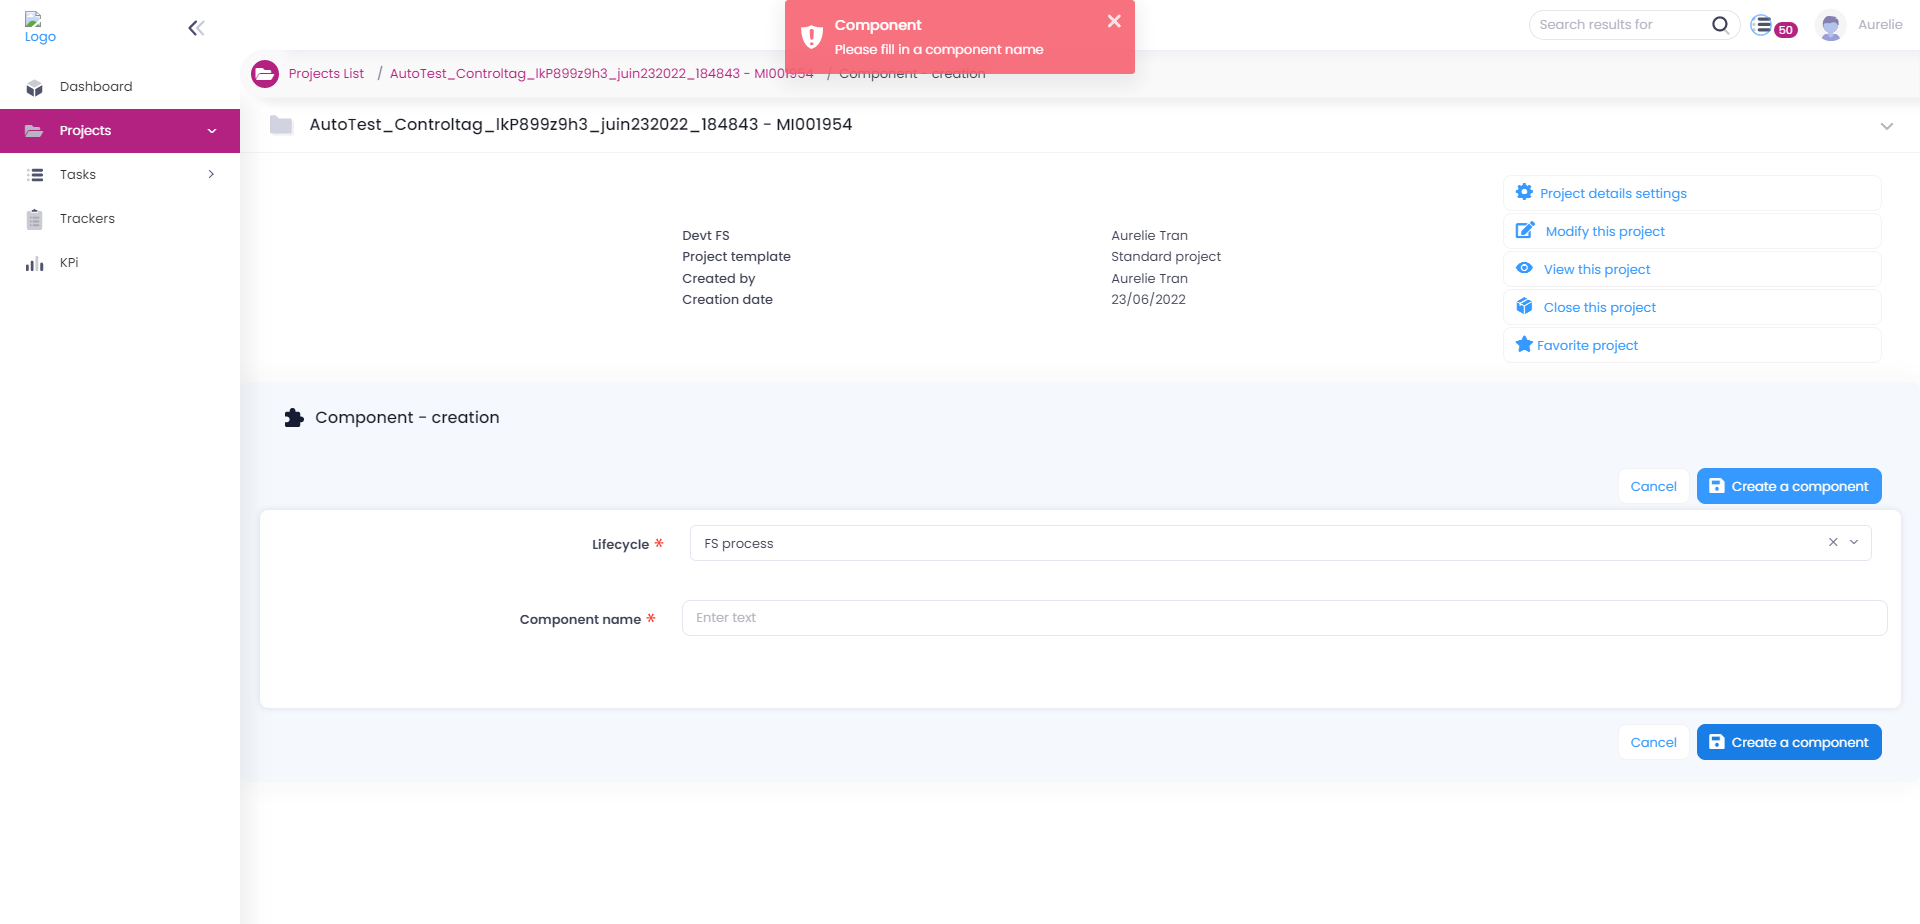 Logo
Component
Please fill in a component name
Search results for
50
Aurelie
Projects List / AutoTest_Controltag_lkP899z9h3_juin232022_184843 - MI001954 / Component - creation
Dashboard
Projects
Tasks
Trackers
KPi
AutoTest_Controltag_lkP899z9h3_juin232022_184843 - MI001954
Devt FS Aurelie Tran
Project template Standard project
Created by Aurelie Tran
Creation date 23/06/2022
Project details settings
Modify this project
View this project
Close this project
Favorite project
Component - creation
Cancel Create a component
Lifecycle * FS process
Component name * Enter text
Cancel Create a component